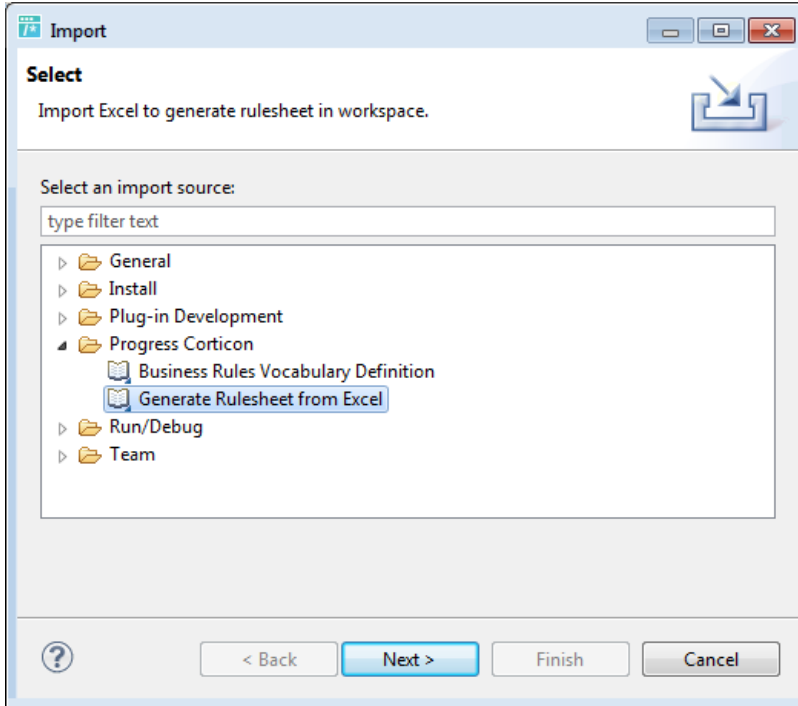 Import
Select
Import Excel to generate rulesheet in workspace.
Select an import source:
type filter text
General
Install
Plug-in Development
Progress Corticon
Business Rules Vocabulary Definition
Generate Rulesheet from Excel
Run/Debug
Team
< Back Next > Finish Cancel